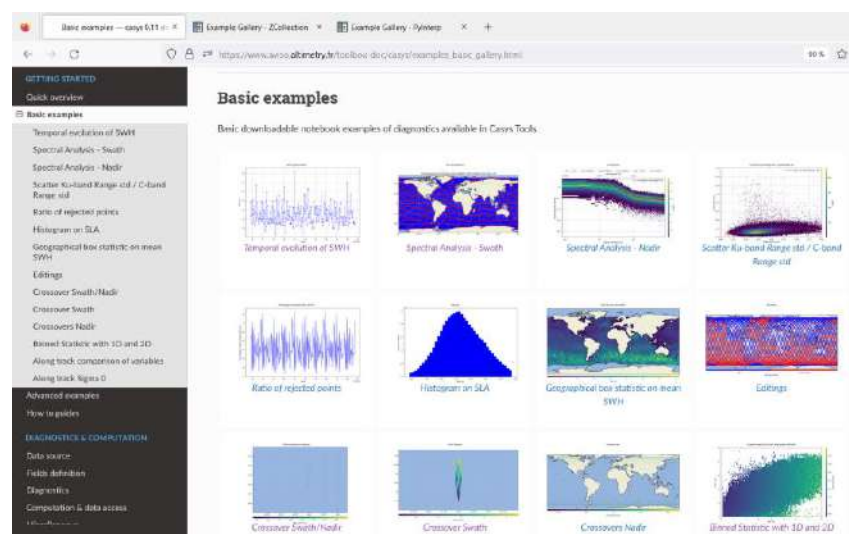 Basic examples — casys 0.11
Example Gallery - ZCollection
Example Gallery - PyInterp
https://www.aviso.altimetry.fr/toolbox-doc/casys/examples_basic_gallery.html
90 %
GETTING STARTED
Quick overview
Basic examples
Temporal evolution of SWH
Spectral Analysis - Swath
Spectral Analysis - Nadir
Scatter Ku-band Range std / C-band
Range std
Ratio of rejected points
Histogram on SLA
Geographical box statistic on mean
SWH
Editings
Crossover Swath/Nadir
Crossover Swath
Crossovers Nadir
Binned Statistic with 1D and 2D
Along track comparison of variables
Along track Sigma 0
Advanced examples
How to guides
DIAGNOSTICS & COMPUTATION
Data source
Fields definition
Diagnostics
Computation & data access
Basic examples
Basic downloadable notebook examples of diagnostics available in Casys Tools
Temporal evolution of SWH
Spectral Analysis - Swath
Spectral Analysis - Nadir
Scatter Ku-band Range std / C-band
Range std
Ratio of rejected points
Histogram on SLA
Geographical box statistic on mean
SWH
Editings
Crossover Swath/Nadir
Crossover Swath
Crossovers Nadir
Binned Statistic with 1D and 2D